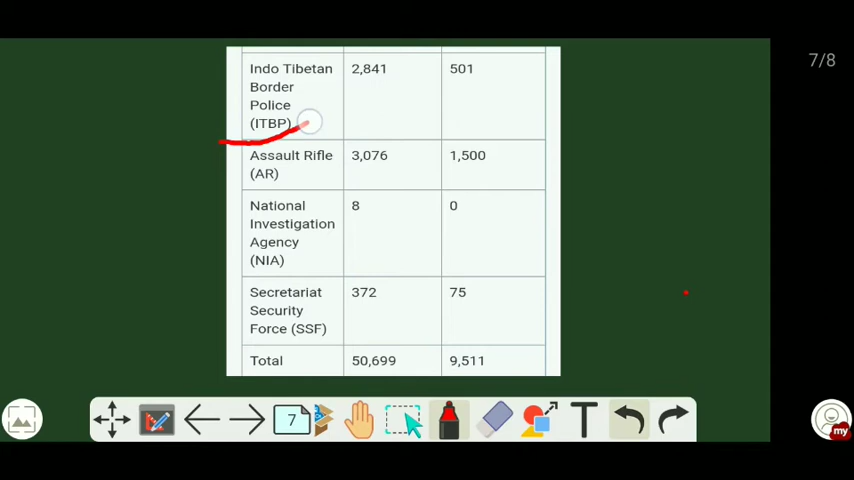 7/8
Indo Tibetan 2,841 501
Border
Police
(ITBP)
Assault Rifle 3,076 1,500
(AR)
National 8 0
Investigation
Agency
(NIA)
Secretariat 372 75
Security
Force (SSF)
Total 50,699 9,511
7
T
my